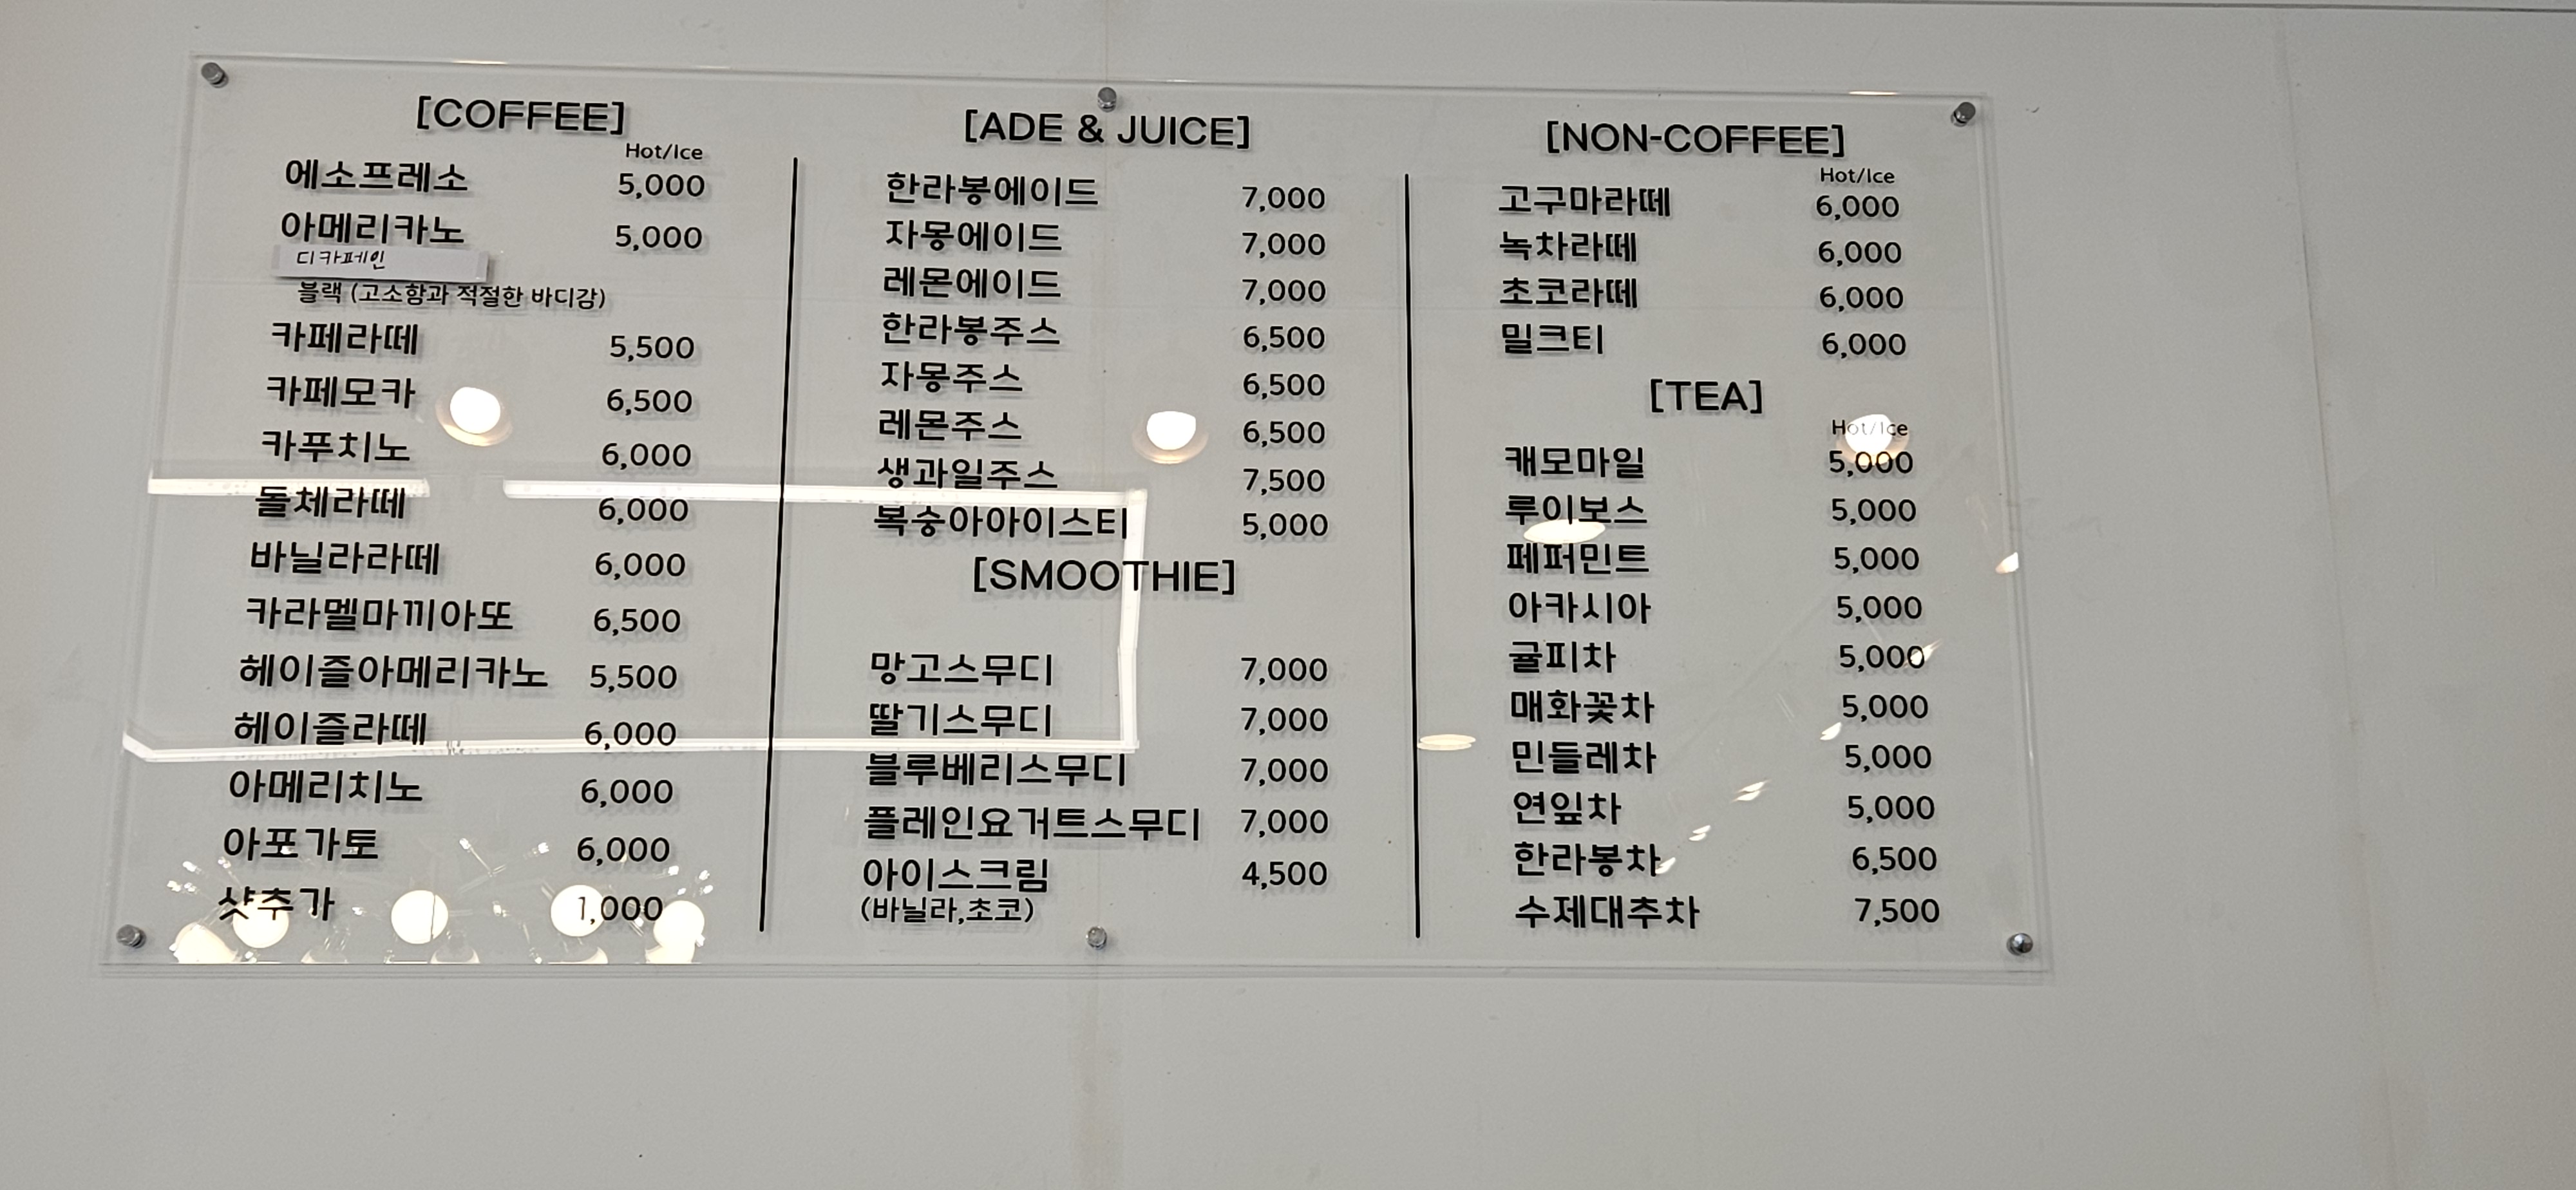 [COFFEE]
Hot/Ice
에소프레소 5,000
아메리카노 5,000
디카페인
블랙 (고소함과 적절한 바디감)
카페라떼 5,500
카페모카 6,500
카푸치노 6,000
돌체라떼 6,000
바닐라라떼 6,000
카라멜마끼아또 6,500
헤이즐아메리카노 5,500
헤이즐라떼 6,000
아메리치노 6,000
아포가토 6,000
샷추가 1,000
[ADE & JUICE]
한라봉에이드 7,000
자몽에이드 7,000
레몬에이드 7,000
한라봉주스 6,500
자몽주스 6,500
레몬주스 6,500
생과일주스 7,500
복숭아아이스티 5,000
[SMOOTHIE]
망고스무디 7,000
딸기스무디 7,000
블루베리스무디 7,000
플레인요거트스무디 7,000
아이스크림 4,500
(바닐라,초코)
[NON-COFFEE]
Hot/Ice
고구마라떼 6,000
녹차라떼 6,000
초코라떼 6,000
밀크티 6,000
[TEA]
Hot/Ice
캐모마일 5,000
루이보스 5,000
페퍼민트 5,000
아카시아 5,000
귤피차 5,000
매화꽃차 5,000
민들레차 5,000
연잎차 5,000
한라봉차 6,500
수제대추차 7,500